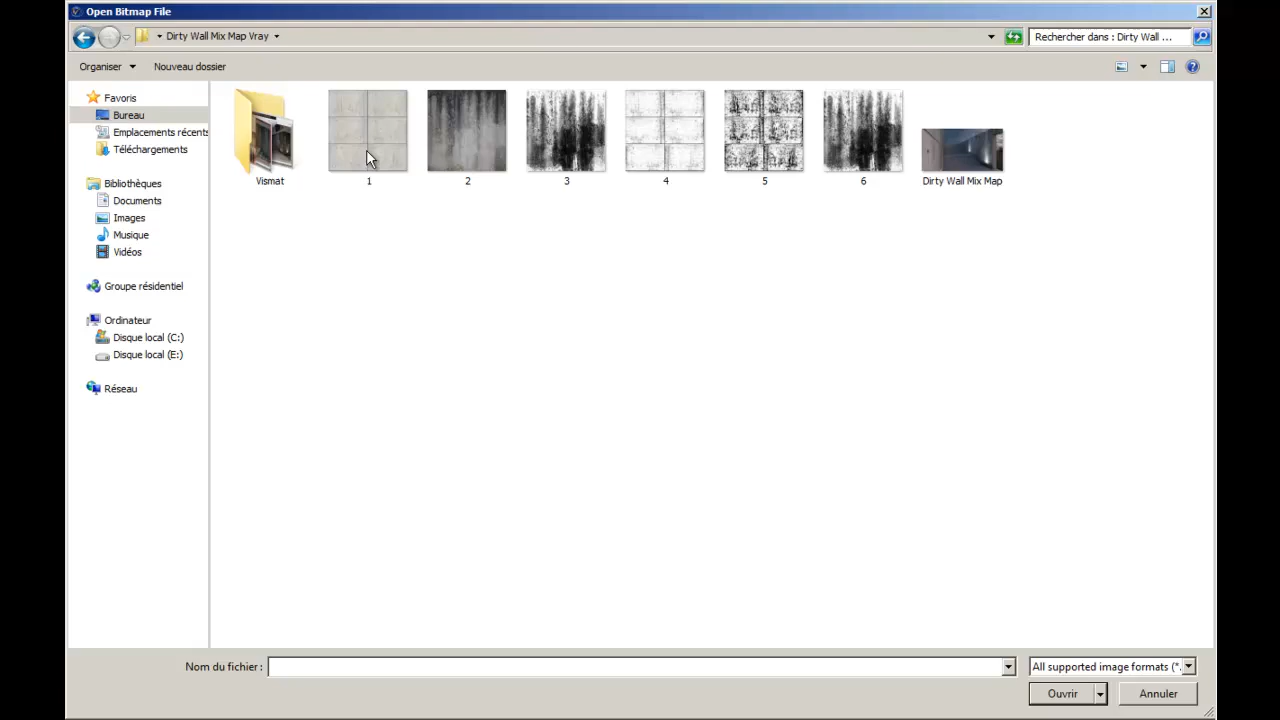 Open Bitmap File
Dirty Wall Mix Map Vray
Rechercher dans : Dirty Wall ...
Organiser
Nouveau dossier
Favoris
Bureau
Emplacements récents
Téléchargements
Bibliothèques
Documents
Images
Musique
Vidéos
Groupe résidentiel
Ordinateur
Disque local (C:)
Disque local (E:)
Réseau
Vismat
1
2
3
4
5
6
Dirty Wall Mix Map
Nom du fichier :
All supported image formats (*.
Ouvrir
Annuler